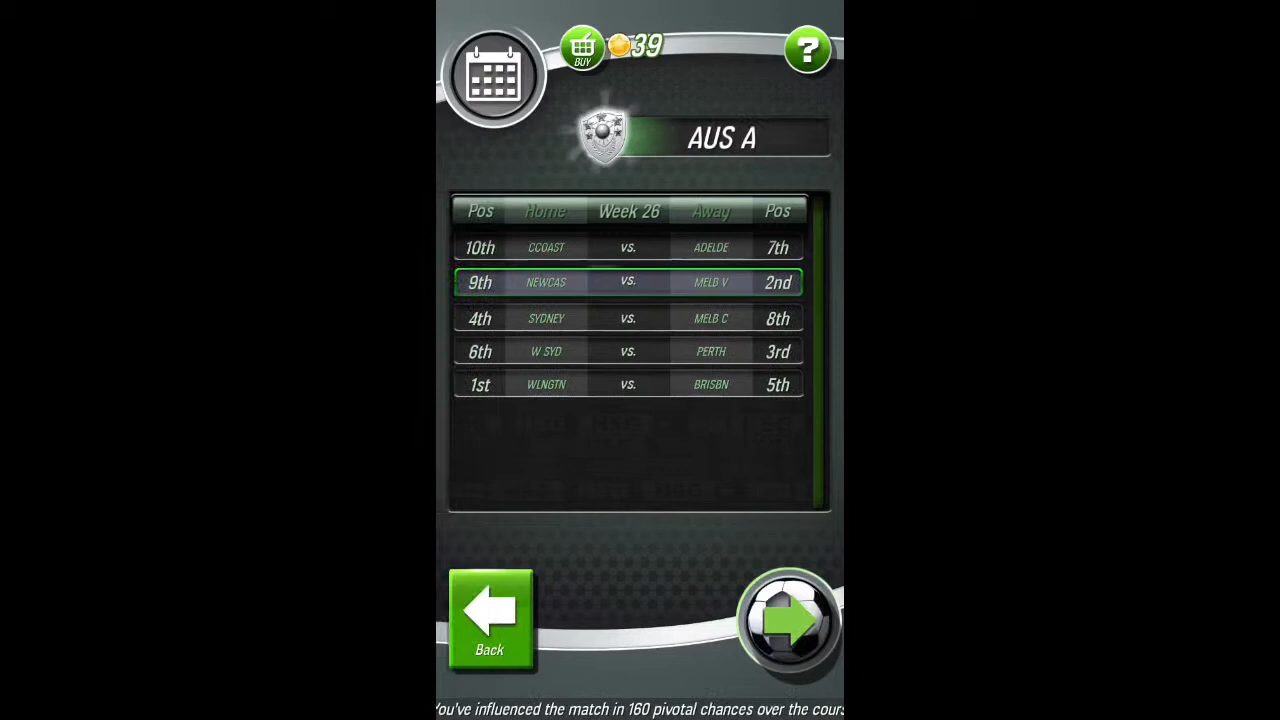 BUY 39 ?
AUS A
Pos Home Week 26 Away Pos
10th CCOAST vs. ADELDE 7th
9th NEWCAS vs. MELB V 2nd
4th SYDNEY vs. MELB C 8th
6th W SYD vs. PERTH 3rd
1st WLNGTN vs. BRISBN 5th
Back
You've influenced the match in 160 pivotal chances over the cour